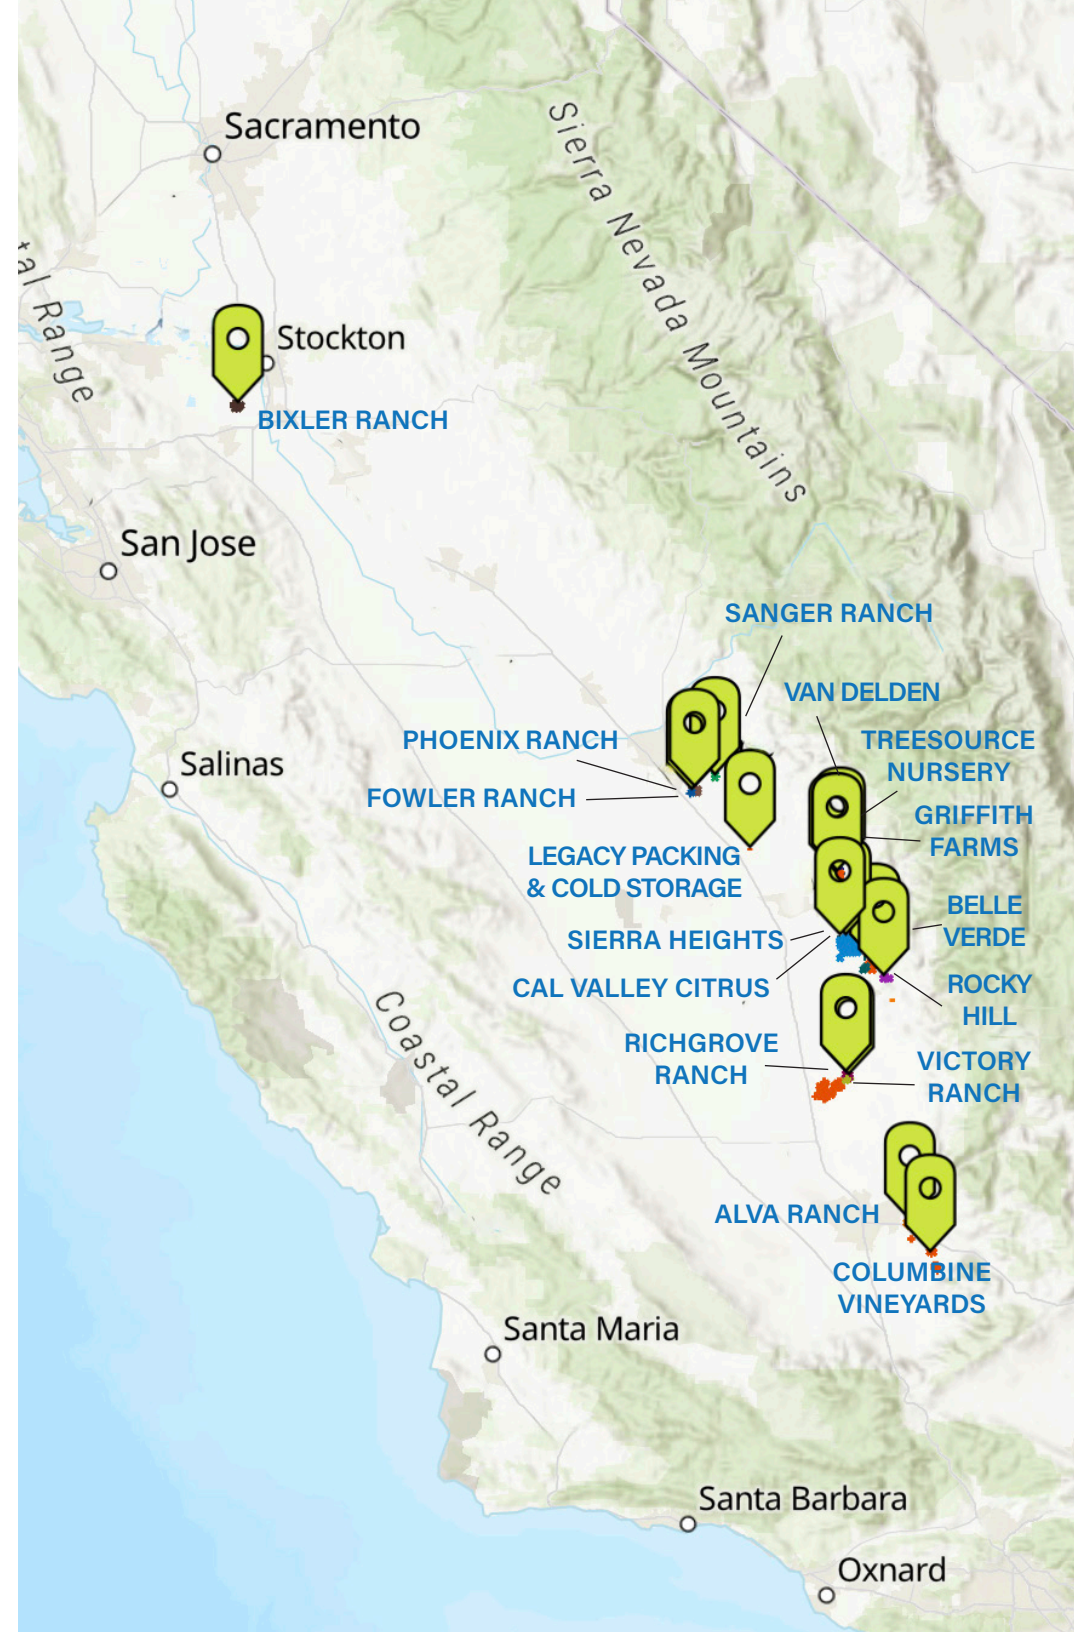 Sacramento
Sierra Nevada Mountains
tal Range
Stockton
BIXLER RANCH
San Jose
SANGER RANCH
VAN DELDEN
PHOENIX RANCH
TREESOURCE
NURSERY
Salinas
FOWLER RANCH
GRIFFITH
FARMS
LEGACY PACKING
& COLD STORAGE
BELLE
VERDE
SIERRA HEIGHTS
CAL VALLEY CITRUS
ROCKY
HILL
Coastal Range
RICHGROVE
RANCH
VICTORY
RANCH
ALVA RANCH
COLUMBINE
VINEYARDS
Santa Maria
Santa Barbara
Oxnard